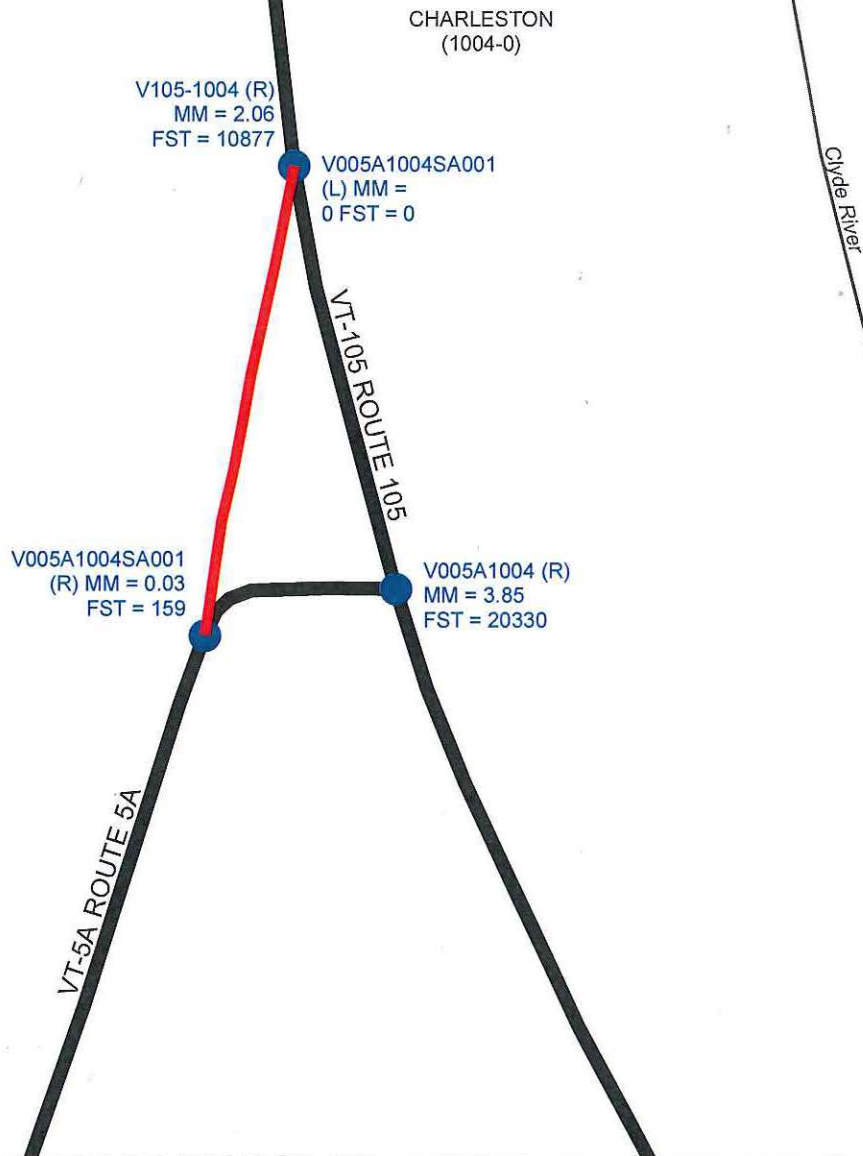 CHARLESTON
(1004-0)
V105-1004 (R)
MM = 2.06
FST = 10877
V005A1004SA001
(L) MM =
0 FST = 0
Clyde River
VT-105 ROUTE 105
V005A1004SA001
(R) MM = 0.03
FST = 159
V005A1004 (R)
MM = 3.85
FST = 20330
VT-5A ROUTE 5A